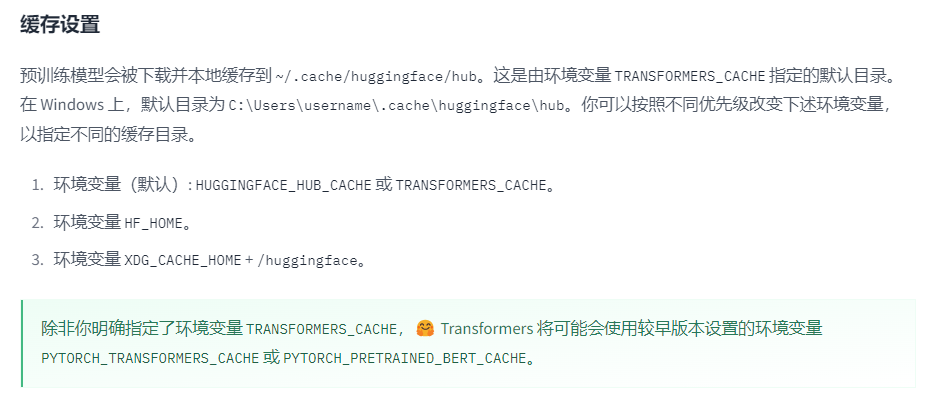 缓存设置
预训练模型会被下载并本地缓存到 ~/.cache/huggingface/hub。这是由环境变量 TRANSFORMERS_CACHE 指定的默认目录。
在 Windows 上，默认目录为 C:\Users\username\.cache\huggingface\hub。你可以按照不同优先级改变下述环境变量，
以指定不同的缓存目录。
1. 环境变量（默认）: HUGGINGFACE_HUB_CACHE 或 TRANSFORMERS_CACHE。
2. 环境变量 HF_HOME。
3. 环境变量 XDG_CACHE_HOME + /huggingface。
除非你明确指定了环境变量 TRANSFORMERS_CACHE，🤗 Transformers 将可能会使用较早版本设置的环境变量
PYTORCH_TRANSFORMERS_CACHE 或 PYTORCH_PRETRAINED_BERT_CACHE。